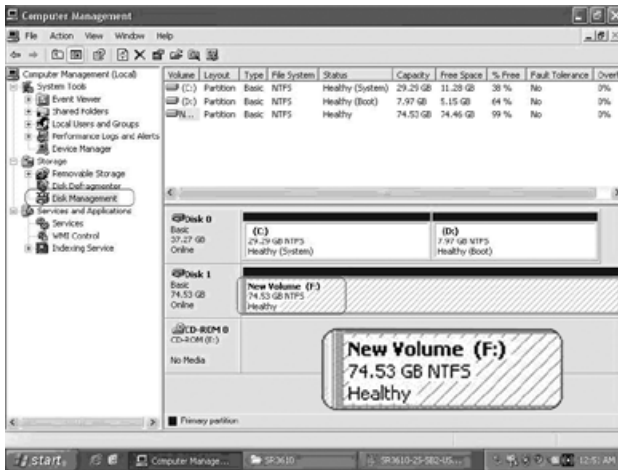 Computer Management
File Action View Window Help
Computer Management (Local)
System Tools
Event Viewer
Shared Folders
Local Users and Groups
Performance Logs and Alerts
Device Manager
Storage
Removable Storage
Disk Defragmenter
Disk Management
Services and Applications
Services
WMI Control
Indexing Service
Volume Layout Type File System Status Capacity Free Space % Free Fault Tolerance
(C:) Partition Basic NTFS Healthy (System) 29.29 GB 11.28 GB 38 % No 0%
(D:) Partition Basic NTFS Healthy (Boot) 7.97 GB 5.15 GB 64 % No 0%
N... Partition Basic NTFS Healthy 74.53 GB 74.46 GB 99 % No 0%
Disk 0
Basic
37.27 GB
Online
(C:)
29.29 GB NTFS
Healthy (System)
(D:)
7.97 GB NTFS
Healthy (Boot)
Disk 1
Basic
74.53 GB
Online
New Volume (F:)
74.53 GB NTFS
Healthy
CD-ROM 0
CD-ROM (E:)
No Media
New Volume (F:)
74.53 GB NTFS
Healthy
Primary partition
start
Computer Manage...
SR3610
SR3610-2S-SB2-US...
12:51 AM